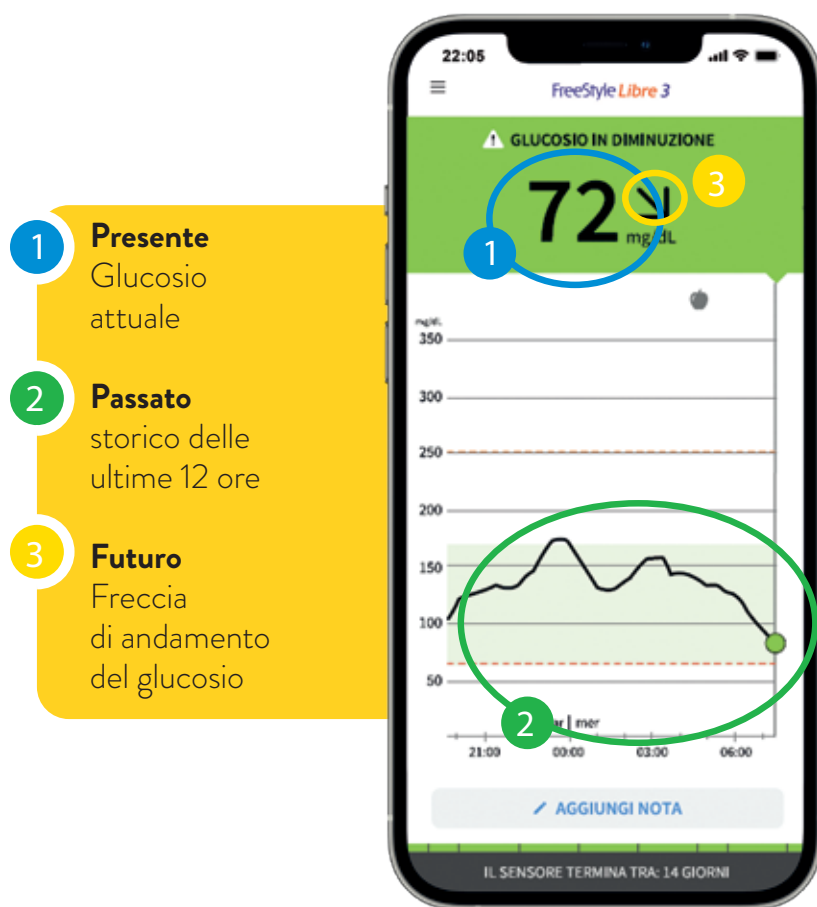 1
Presente
Glucosio
attuale
2
Passato
storico delle
ultime 12 ore
3
Futuro
Freccia
di andamento
del glucosio
22:05
FreeStyle Libre 3
GLUCOSIO IN DIMINUZIONE
72
mg/dL
3
1
mg/dL
350
300
250
200
150
100
50
2
mer
21:00
00:00
03:00
06:00
AGGIUNGI NOTA
IL SENSORE TERMINA TRA: 14 GIORNI